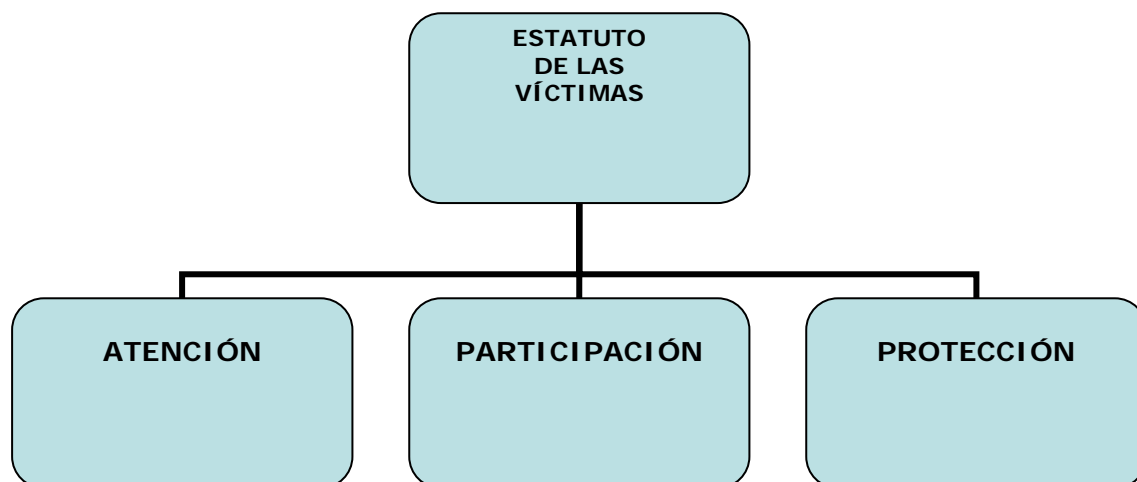 ESTATUTO
DE LAS
VÍCTIMAS
ATENCIÓN
PARTICIPACIÓN
PROTECCIÓN